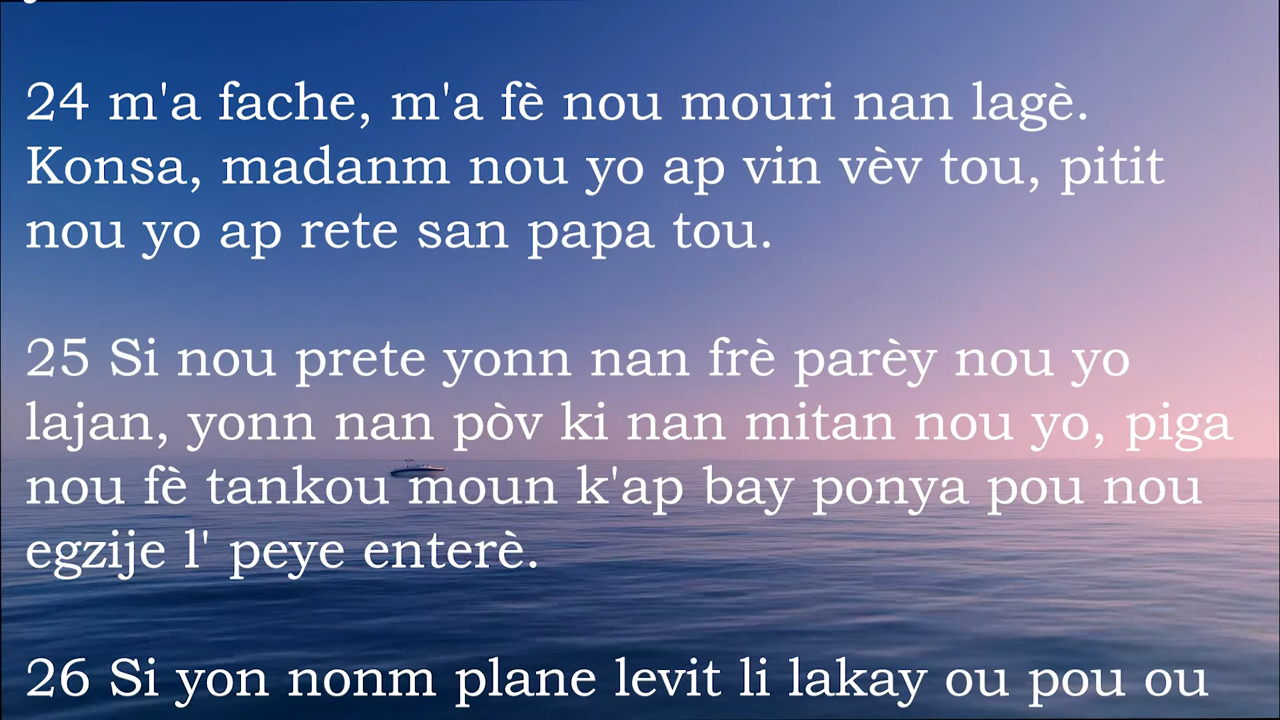 24 m'a fache, m'a fè nou mouri nan lagè.
Konsa, madanm nou yo ap vin vèv tou, pitit
nou yo ap rete san papa tou.
25 Si nou prete yonn nan frè parèy nou yo
lajan, yonn nan pòv ki nan mitan nou yo, piga
nou fè tankou moun k'ap bay ponya pou nou
egzije l' peye enterè.
26 Si yon nonm plane levit li lakay ou pou ou